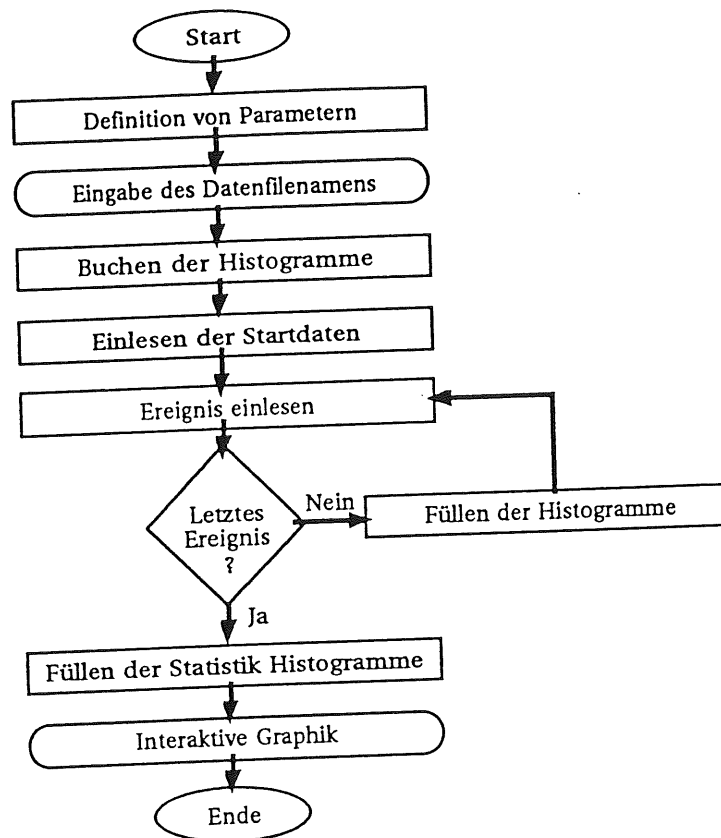 Start
Definition von Parametern
Eingabe des Datenfilenamens
Buchen der Histogramme
Einlesen der Startdaten
Ereignis einlesen
Letztes
Ereignis
?
Nein
Füllen der Histogramme
Ja
Füllen der Statistik Histogramme
Interaktive Graphik
Ende